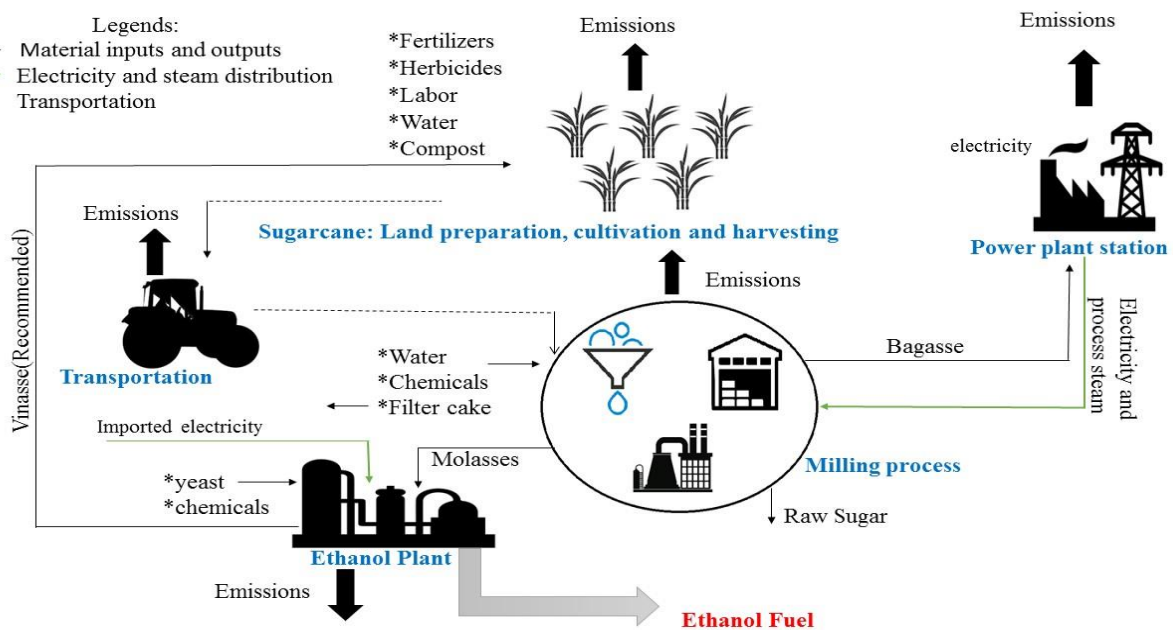 Legends:
Material inputs and outputs
Electricity and steam distribution
Transportation
*Fertilizers
*Herbicides
*Labor
*Water
*Compost
Emissions
Emissions
electricity
Power plant station
Sugarcane: Land preparation, cultivation and harvesting
Emissions
Transportation
Vinasse(Recommended)
Emissions
*Water
*Chemicals
*Filter cake
Bagasse
Electricity and
process steam
Milling process
Raw Sugar
Imported electricity
Molasses
*yeast
*chemicals
Ethanol Plant
Emissions
Ethanol Fuel